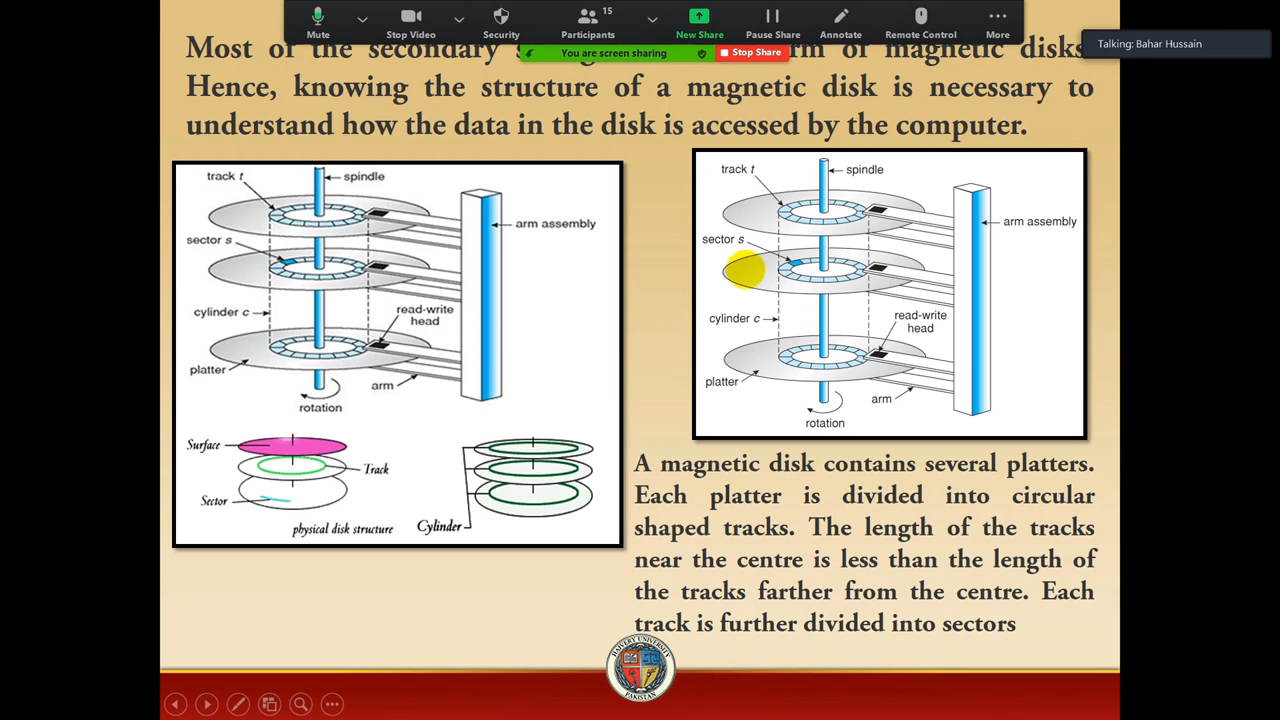 15
Mute
Stop Video
Security
Participants
New Share
Pause Share
Annotate
Remote Control
More
You are screen sharing
Stop Share
Talking: Bahar Hussain
Most of the secondary of magnetic disks.
Hence, knowing the structure of a magnetic disk is necessary to
understand how the data in the disk is accessed by the computer.
track t
spindle
arm assembly
sector s
cylinder c
read-write
head
platter
arm
rotation
Surface
Track
Sector
physical disk structure
Cylinder
track t
spindle
arm assembly
sector s
cylinder c
read-write
head
platter
arm
rotation
A magnetic disk contains several platters.
Each platter is divided into circular
shaped tracks. The length of the tracks
near the centre is less than the length of
the tracks farther from the centre. Each
track is further divided into sectors
PAKISTAN